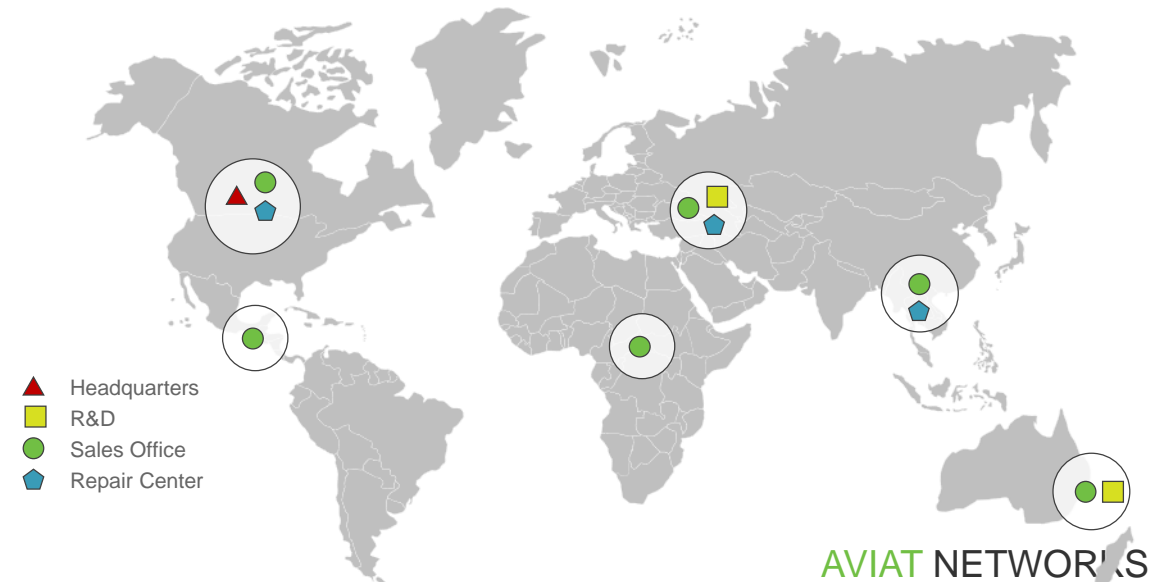 Headquarters
R&D
Sales Office
Repair Center
AVIAT NETWORKS